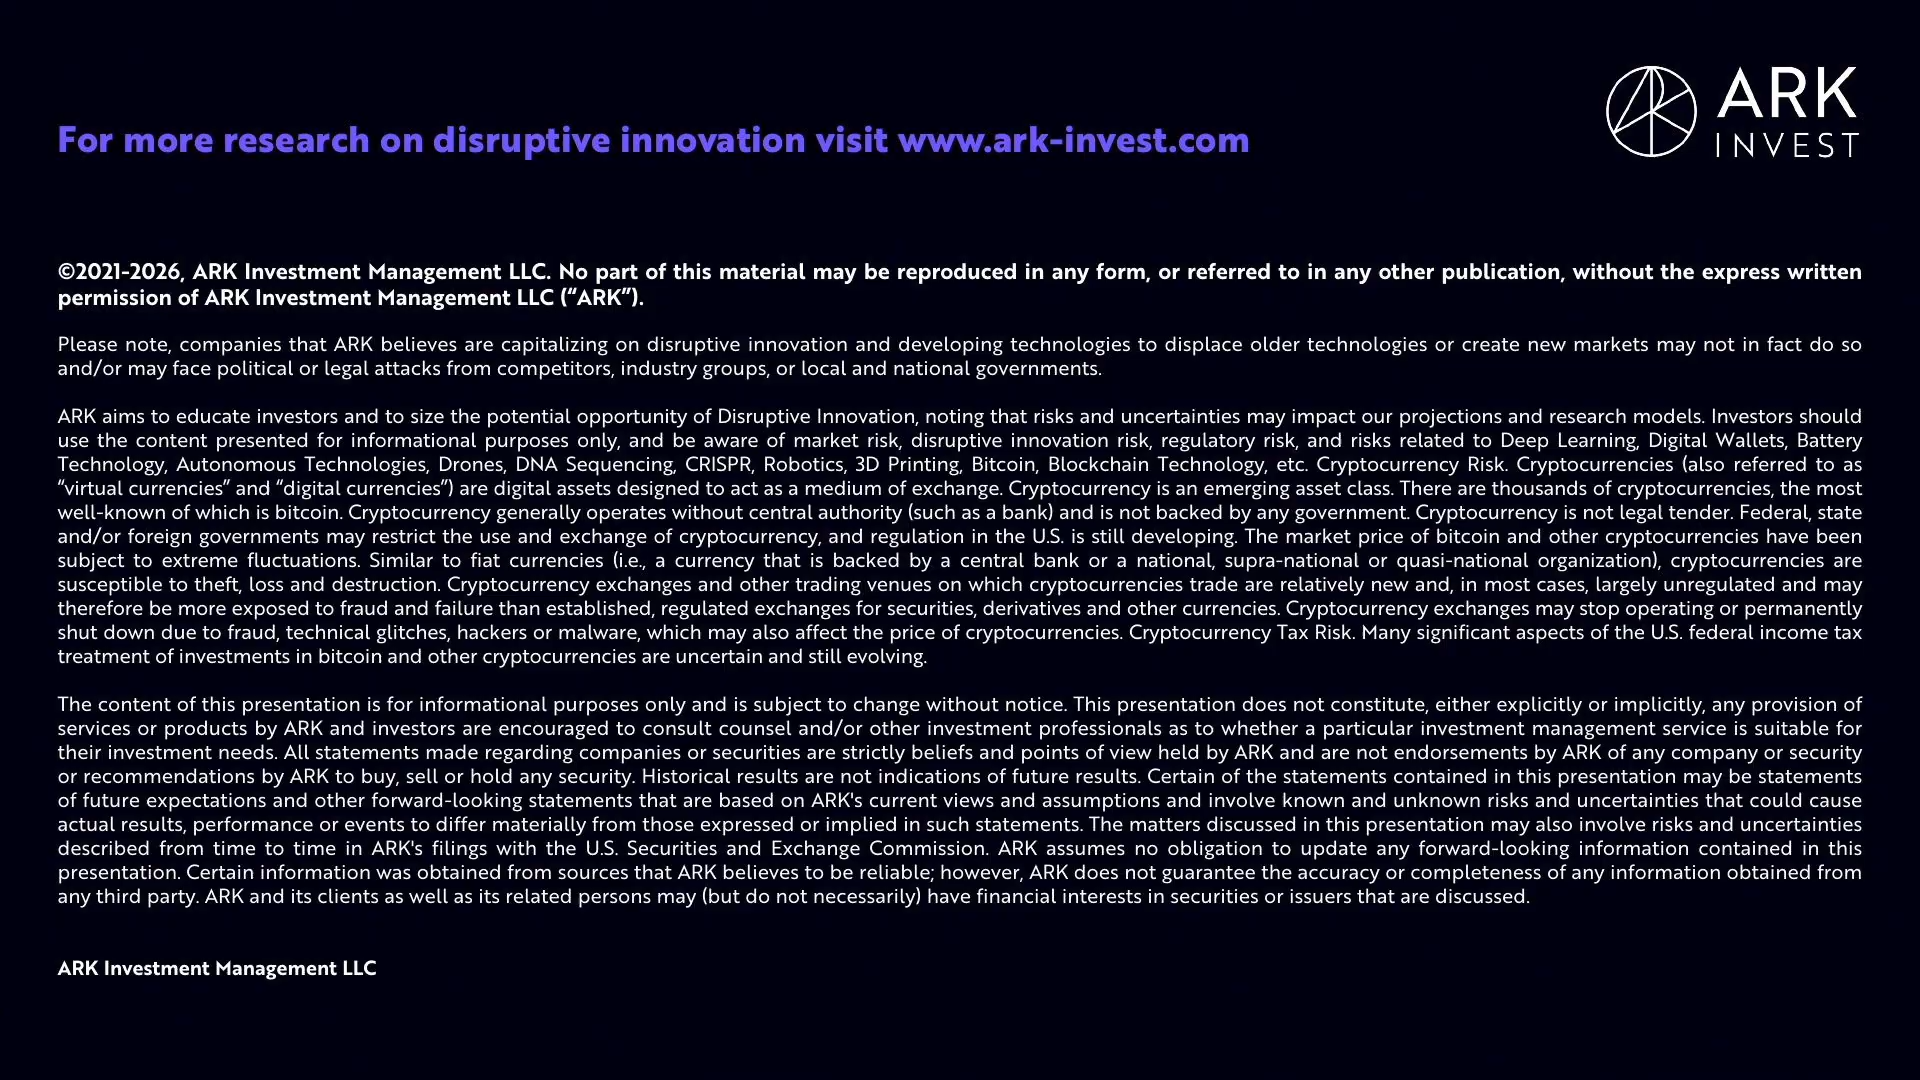 ARK
INVEST
For more research on disruptive innovation visit www.ark-invest.com
©2021-2026, ARK Investment Management LLC. No part of this material may be reproduced in any form, or referred to in any other publication, without the express written
permission of ARK Investment Management LLC (“ARK”).
Please note, companies that ARK believes are capitalizing on disruptive innovation and developing technologies to displace older technologies or create new markets may not in fact do so
and/or may face political or legal attacks from competitors, industry groups, or local and national governments.
ARK aims to educate investors and to size the potential opportunity of Disruptive Innovation, noting that risks and uncertainties may impact our projections and research models. Investors should
use the content presented for informational purposes only, and be aware of market risk, disruptive innovation risk, regulatory risk, and risks related to Deep Learning, Digital Wallets, Battery
Technology, Autonomous Technologies, Drones, DNA Sequencing, CRISPR, Robotics, 3D Printing, Bitcoin, Blockchain Technology, etc. Cryptocurrency Risk. Cryptocurrencies (also referred to as
“virtual currencies” and “digital currencies”) are digital assets designed to act as a medium of exchange. Cryptocurrency is an emerging asset class. There are thousands of cryptocurrencies, the most
well-known of which is bitcoin. Cryptocurrency generally operates without central authority (such as a bank) and is not backed by any government. Cryptocurrency is not legal tender. Federal, state
and/or foreign governments may restrict the use and exchange of cryptocurrency, and regulation in the U.S. is still developing. The market price of bitcoin and other cryptocurrencies have been
subject to extreme fluctuations. Similar to fiat currencies (i.e., a currency that is backed by a central bank or a national, supra-national or quasi-national organization), cryptocurrencies are
susceptible to theft, loss and destruction. Cryptocurrency exchanges and other trading venues on which cryptocurrencies trade are relatively new and, in most cases, largely unregulated and may
therefore be more exposed to fraud and failure than established, regulated exchanges for securities, derivatives and other currencies. Cryptocurrency exchanges may stop operating or permanently
shut down due to fraud, technical glitches, hackers or malware, which may also affect the price of cryptocurrencies. Cryptocurrency Tax Risk. Many significant aspects of the U.S. federal income tax
treatment of investments in bitcoin and other cryptocurrencies are uncertain and still evolving.
The content of this presentation is for informational purposes only and is subject to change without notice. This presentation does not constitute, either explicitly or implicitly, any provision of
services or products by ARK and investors are encouraged to consult counsel and/or other investment professionals as to whether a particular investment management service is suitable for
their investment needs. All statements made regarding companies or securities are strictly beliefs and points of view held by ARK and are not endorsements by ARK of any company or security
or recommendations by ARK to buy, sell or hold any security. Historical results are not indications of future results. Certain of the statements contained in this presentation may be statements
of future expectations and other forward-looking statements that are based on ARK's current views and assumptions and involve known and unknown risks and uncertainties that could cause
actual results, performance or events to differ materially from those expressed or implied in such statements. The matters discussed in this presentation may also involve risks and uncertainties
described from time to time in ARK's filings with the U.S. Securities and Exchange Commission. ARK assumes no obligation to update any forward-looking information contained in this
presentation. Certain information was obtained from sources that ARK believes to be reliable; however, ARK does not guarantee the accuracy or completeness of any information obtained from
any third party. ARK and its clients as well as its related persons may (but do not necessarily) have financial interests in securities or issuers that are discussed.
ARK Investment Management LLC